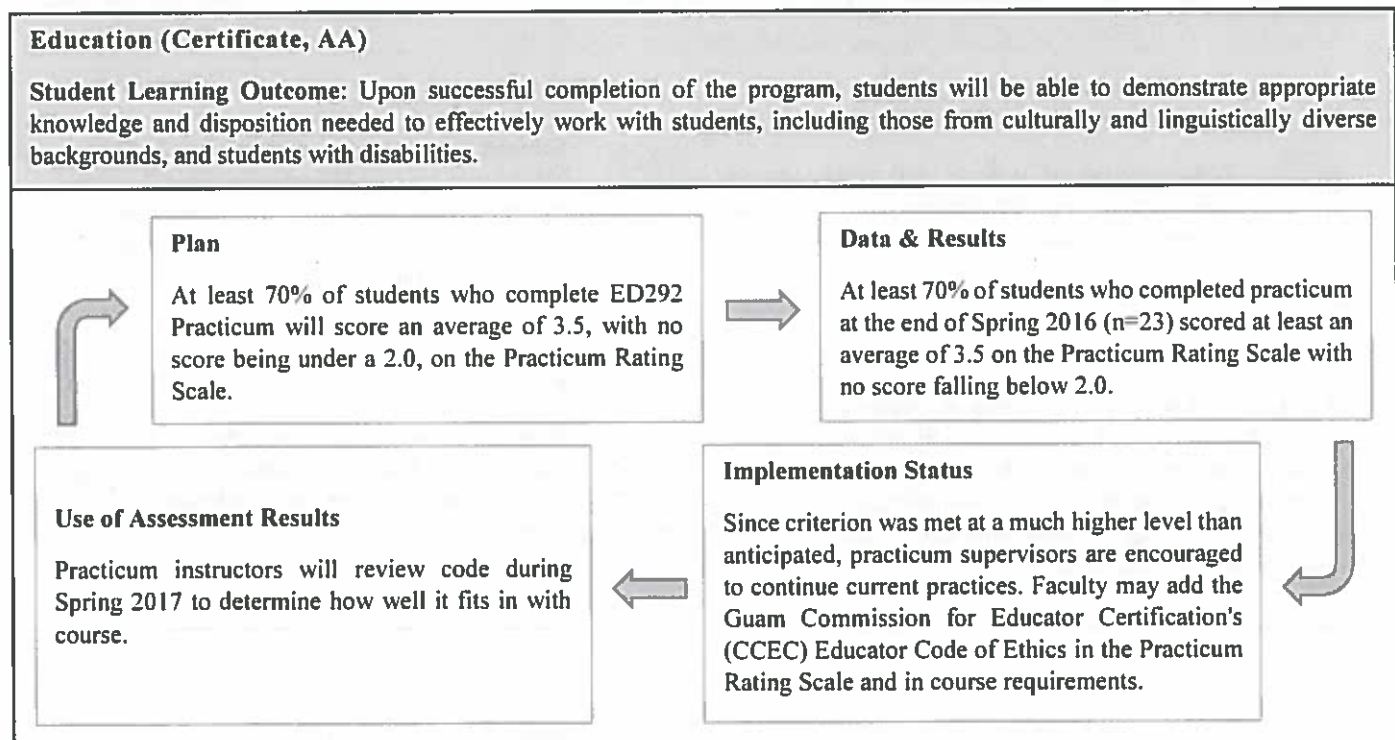 Education (Certificate, AA)
Student Learning Outcome: Upon successful completion of the program, students will be able to demonstrate appropriate
knowledge and disposition needed to effectively work with students, including those from culturally and linguistically diverse
backgrounds, and students with disabilities.
Plan
At least 70% of students who complete ED292
Practicum will score an average of 3.5, with no
score being under a 2.0, on the Practicum Rating
Scale.
Data & Results
At least 70% of students who completed practicum
at the end of Spring 2016 (n=23) scored at least an
average of 3.5 on the Practicum Rating Scale with
no score falling below 2.0.
Implementation Status
Since criterion was met at a much higher level than
anticipated, practicum supervisors are encouraged
to continue current practices. Faculty may add the
Guam Commission for Educator Certification's
(CCEC) Educator Code of Ethics in the Practicum
Rating Scale and in course requirements.
Use of Assessment Results
Practicum instructors will review code during
Spring 2017 to determine how well it fits in with
course.